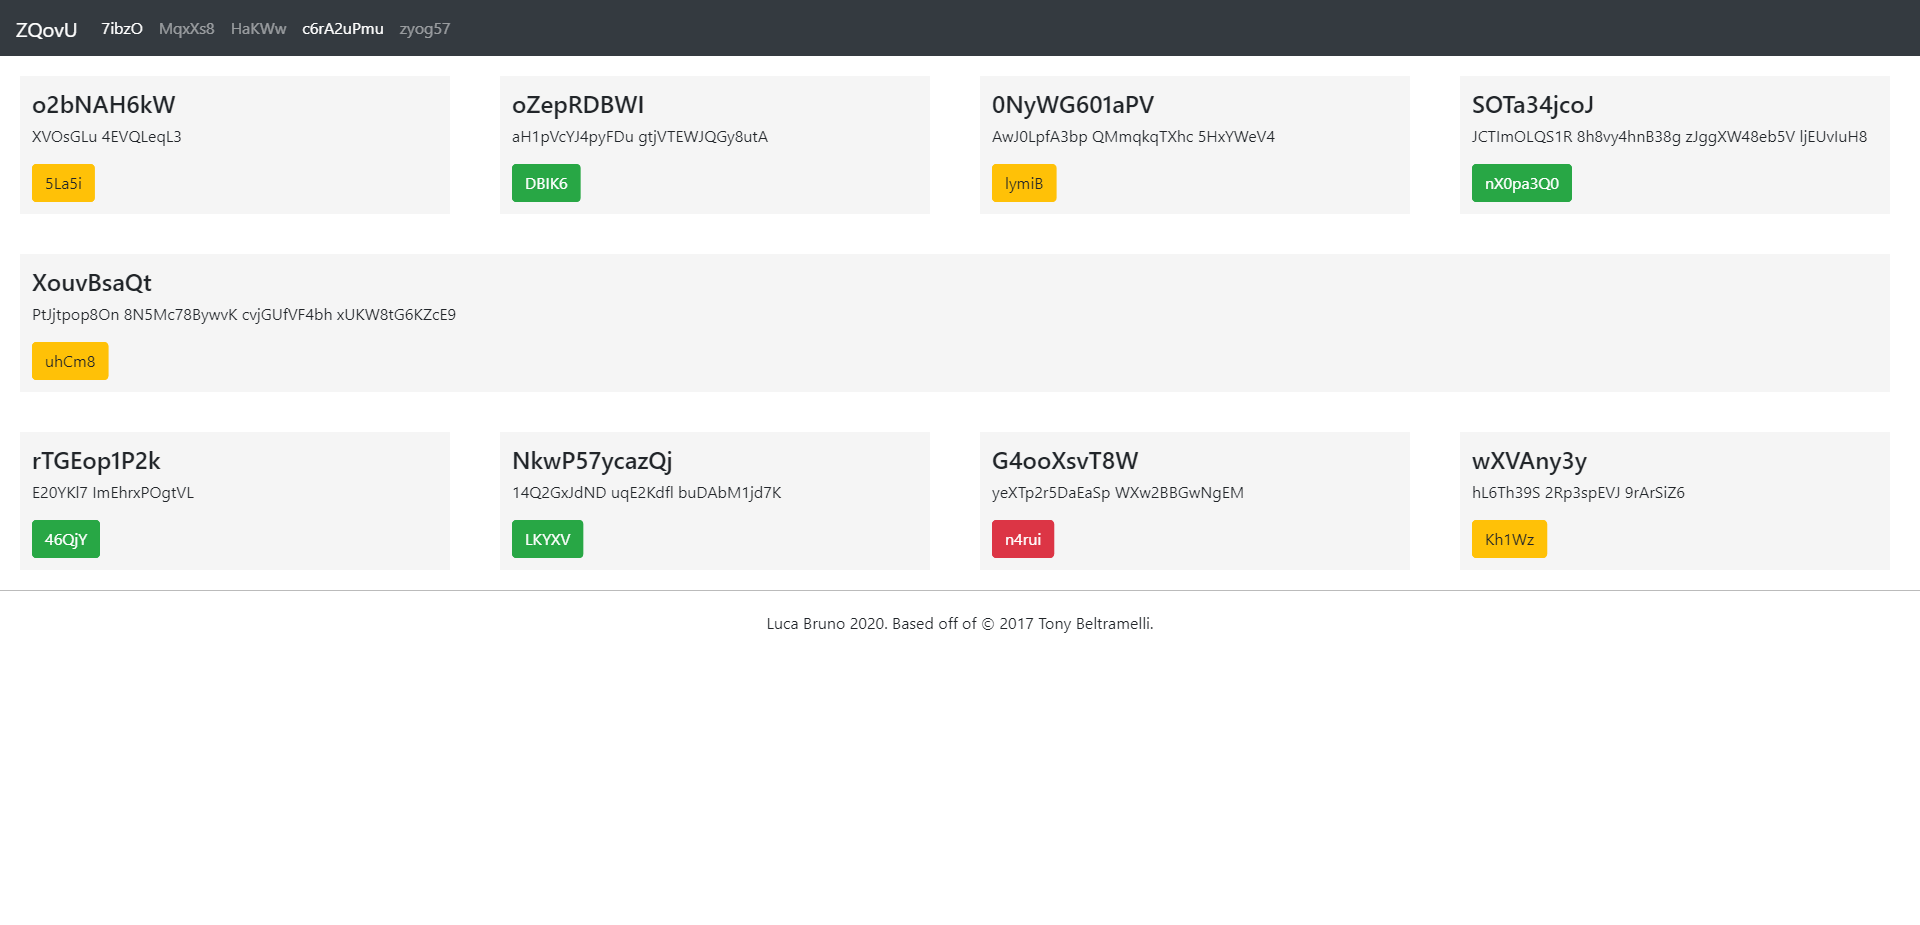 ZQovU 7ibzO MqxXs8 HaKWw c6rA2uPmu zyog57
o2bNAH6kW
XVOsGLu 4EVQLeqL3
5La5i
oZepRDBWI
aH1pVcYJ4pyFDu gtjVTEWJQGy8utA
DBIK6
0NyWG601aPV
AwJ0LpfA3bp QMmqkqTXhc 5HxYWeV4
lymiB
SOTa34jcoJ
JCTImOLQS1R 8h8vy4hnB38g zJggXW48eb5V ljEUvIuH8
nX0pa3Q0
XouvBsaQt
PtJjtpop8On 8N5Mc78BywvK cvjGUfVF4bh xUKW8tG6KZcE9
uhCm8
rTGEop1P2k
E20YKl7 ImEhrxPOgtVL
46QjY
NkwP57ycazQj
14Q2GxJdND uqE2Kdfl buDAbM1jd7K
LKYXV
G4ooXsvT8W
yeXTp2r5DaEaSp WXw2BBGwNgEM
n4rui
wXVAny3y
hL6Th39S 2Rp3spEVJ 9rArSiZ6
Kh1Wz
Luca Bruno 2020. Based off of © 2017 Tony Beltramelli.